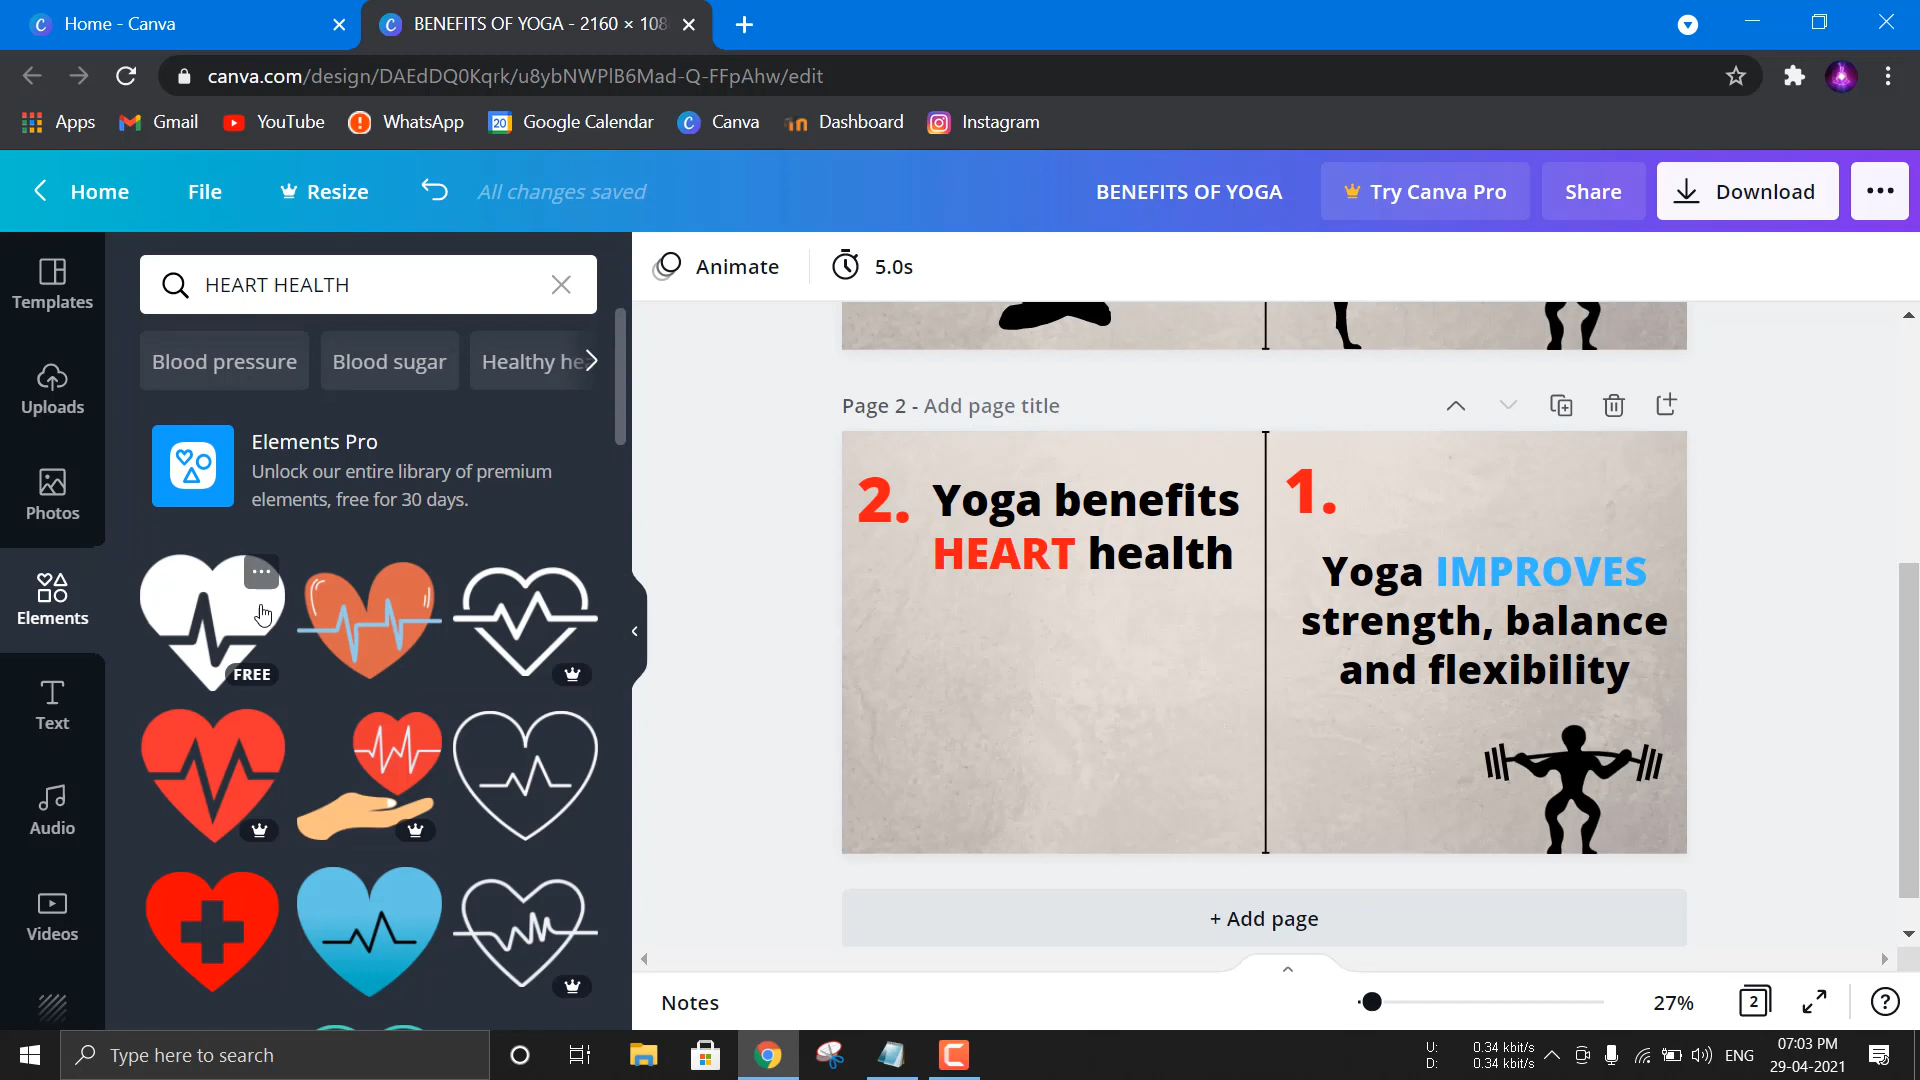 Home - Canva
BENEFITS OF YOGA - 2160 × 108
canva.com/design/DAEdDQ0Kqrk/u8ybNWPlB6Mad-Q-FFpAhw/edit
Apps
Gmail
YouTube
WhatsApp
20
Google Calendar
Canva
Dashboard
Instagram
Home
File
Resize
All changes saved
BENEFITS OF YOGA
Try Canva Pro
Share
Download
Templates
Uploads
Photos
Elements
Text
Audio
Videos
HEART HEALTH
Blood pressure
Blood sugar
Healthy he
Elements Pro
Unlock our entire library of premium
elements, free for 30 days.
FREE
Animate
5.0s
Page 2 - Add page title
2. Yoga benefits
HEART health
1.
Yoga IMPROVES
strength, balance
and flexibility
+ Add page
Notes
27%
2
Type here to search
U: 0.34 kbit/s
D: 0.34 kbit/s
ENG
07:03 PM
29-04-2021